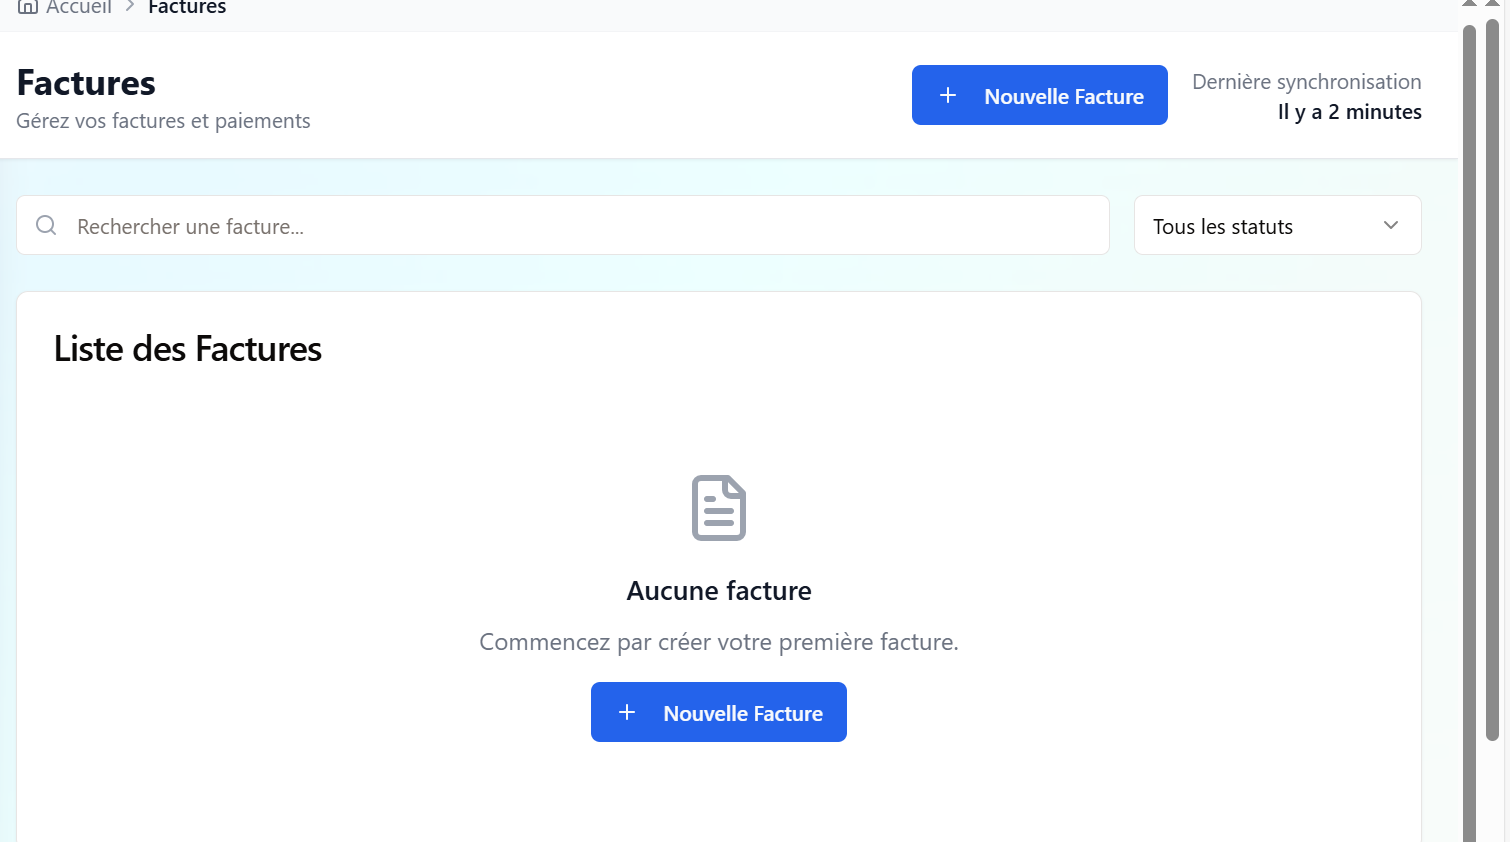 Accueil > Factures
Factures
Gérez vos factures et paiements
+ Nouvelle Facture
Dernière synchronisation
Il y a 2 minutes
Rechercher une facture...
Tous les statuts
Liste des Factures
Aucune facture
Commencez par créer votre première facture.
+ Nouvelle Facture